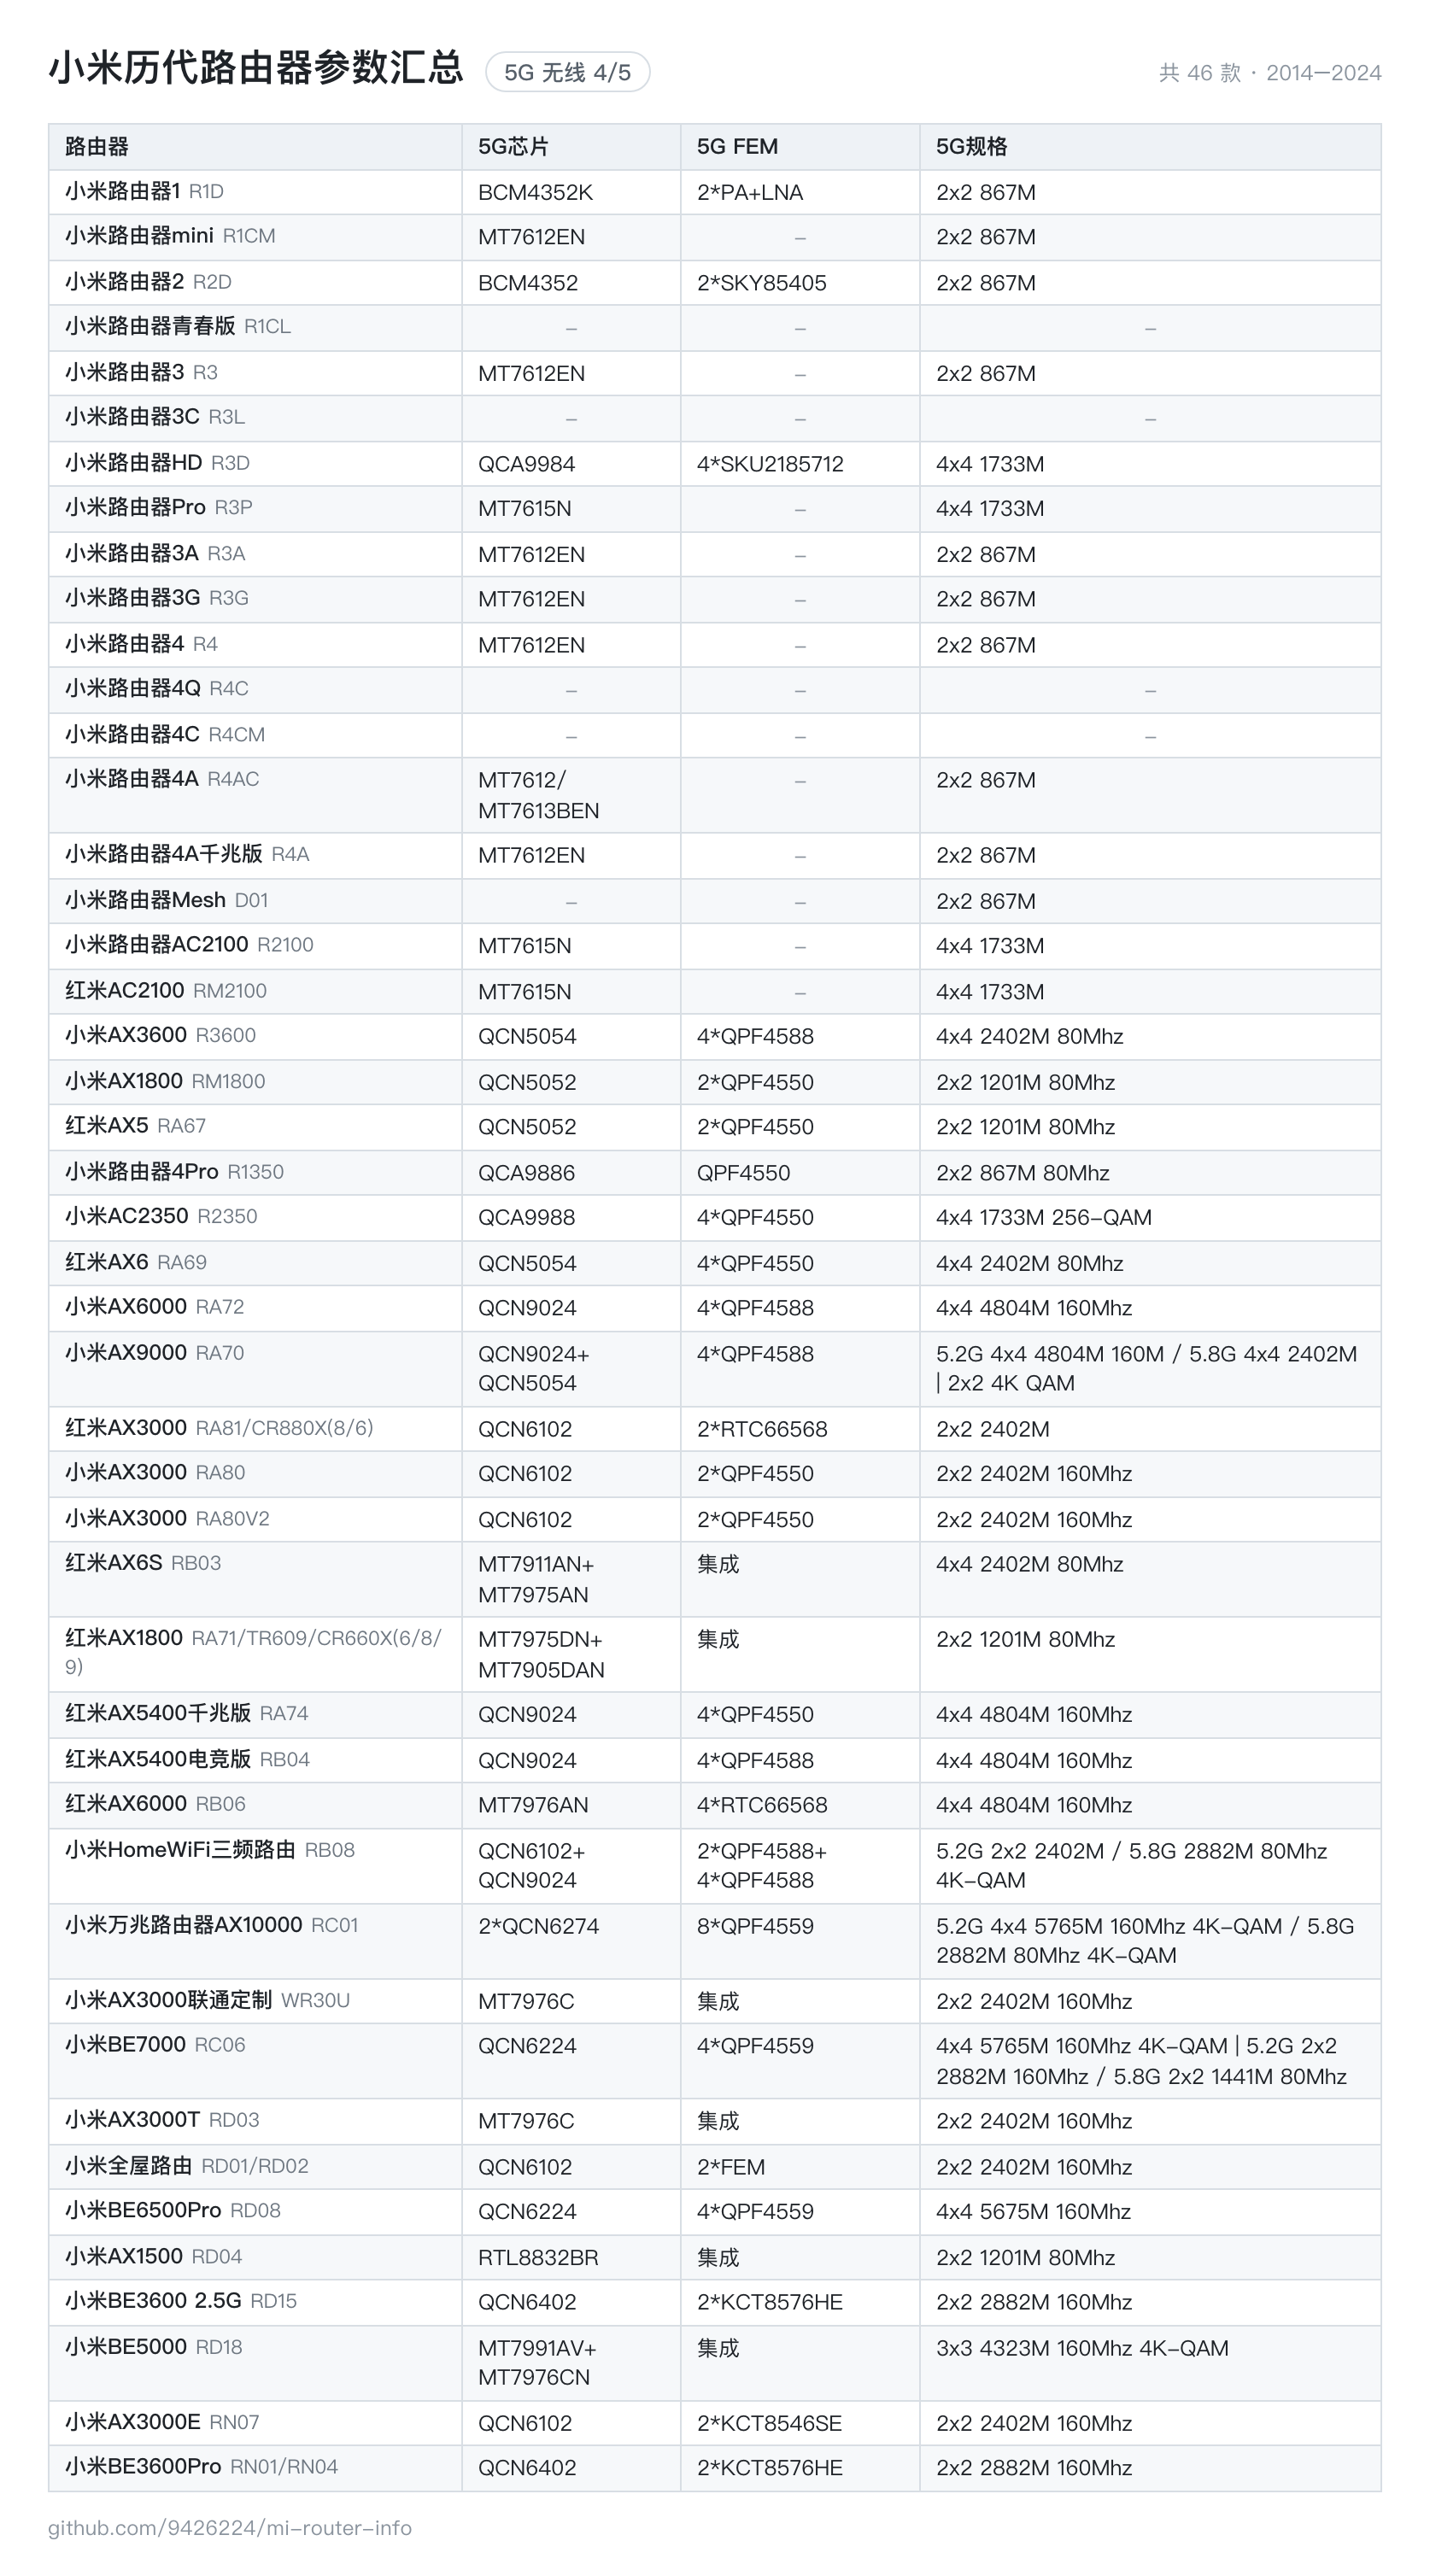 小米历代路由器参数汇总 5G 无线 4/5 共 46 款 · 2014—2024
路由器 5G芯片 5G FEM 5G规格
小米路由器1 R1D BCM4352K 2*PA+LNA 2x2 867M
小米路由器mini R1CM MT7612EN – 2x2 867M
小米路由器2 R2D BCM4352 2*SKY85405 2x2 867M
小米路由器青春版 R1CL – – –
小米路由器3 R3 MT7612EN – 2x2 867M
小米路由器3C R3L – – –
小米路由器HD R3D QCA9984 4*SKU2185712 4x4 1733M
小米路由器Pro R3P MT7615N – 4x4 1733M
小米路由器3A R3A MT7612EN – 2x2 867M
小米路由器3G R3G MT7612EN – 2x2 867M
小米路由器4 R4 MT7612EN – 2x2 867M
小米路由器4Q R4C – – –
小米路由器4C R4CM – – –
小米路由器4A R4AC MT7612/ – 2x2 867M
MT7613BEN
小米路由器4A千兆版 R4A MT7612EN – 2x2 867M
小米路由器Mesh D01 – – 2x2 867M
小米路由器AC2100 R2100 MT7615N – 4x4 1733M
红米AC2100 RM2100 MT7615N – 4x4 1733M
小米AX3600 R3600 QCN5054 4*QPF4588 4x4 2402M 80Mhz
小米AX1800 RM1800 QCN5052 2*QPF4550 2x2 1201M 80Mhz
红米AX5 RA67 QCN5052 2*QPF4550 2x2 1201M 80Mhz
小米路由器4Pro R1350 QCA9886 QPF4550 2x2 867M 80Mhz
小米AC2350 R2350 QCA9988 4*QPF4550 4x4 1733M 256-QAM
红米AX6 RA69 QCN5054 4*QPF4550 4x4 2402M 80Mhz
小米AX6000 RA72 QCN9024 4*QPF4588 4x4 4804M 160Mhz
小米AX9000 RA70 QCN9024+ 4*QPF4588 5.2G 4x4 4804M 160M / 5.8G 4x4 2402M
QCN5054 | 2x2 4K QAM
红米AX3000 RA81/CR880X(8/6) QCN6102 2*RTC66568 2x2 2402M
小米AX3000 RA80 QCN6102 2*QPF4550 2x2 2402M 160Mhz
小米AX3000 RA80V2 QCN6102 2*QPF4550 2x2 2402M 160Mhz
红米AX6S RB03 MT7911AN+ 集成 4x4 2402M 80Mhz
MT7975AN
红米AX1800 RA71/TR609/CR660X(6/8/ MT7975DN+ 集成 2x2 1201M 80Mhz
9) MT7905DAN
红米AX5400千兆版 RA74 QCN9024 4*QPF4550 4x4 4804M 160Mhz
红米AX5400电竞版 RB04 QCN9024 4*QPF4588 4x4 4804M 160Mhz
红米AX6000 RB06 MT7976AN 4*RTC66568 4x4 4804M 160Mhz
小米HomeWiFi三频路由 RB08 QCN6102+ 2*QPF4588+ 5.2G 2x2 2402M / 5.8G 2882M 80Mhz
QCN9024 4*QPF4588 4K-QAM
小米万兆路由器AX10000 RC01 2*QCN6274 8*QPF4559 5.2G 4x4 5765M 160Mhz 4K-QAM / 5.8G
2882M 80Mhz 4K-QAM
小米AX3000联通定制 WR30U MT7976C 集成 2x2 2402M 160Mhz
小米BE7000 RC06 QCN6224 4*QPF4559 4x4 5765M 160Mhz 4K-QAM | 5.2G 2x2
2882M 160Mhz / 5.8G 2x2 1441M 80Mhz
小米AX3000T RD03 MT7976C 集成 2x2 2402M 160Mhz
小米全屋路由 RD01/RD02 QCN6102 2*FEM 2x2 2402M 160Mhz
小米BE6500Pro RD08 QCN6224 4*QPF4559 4x4 5675M 160Mhz
小米AX1500 RD04 RTL8832BR 集成 2x2 1201M 80Mhz
小米BE3600 2.5G RD15 QCN6402 2*KCT8576HE 2x2 2882M 160Mhz
小米BE5000 RD18 MT7991AV+ 集成 3x3 4323M 160Mhz 4K-QAM
MT7976CN
小米AX3000E RN07 QCN6102 2*KCT8546SE 2x2 2402M 160Mhz
小米BE3600Pro RN01/RN04 QCN6402 2*KCT8576HE 2x2 2882M 160Mhz
github.com/9426224/mi-router-info